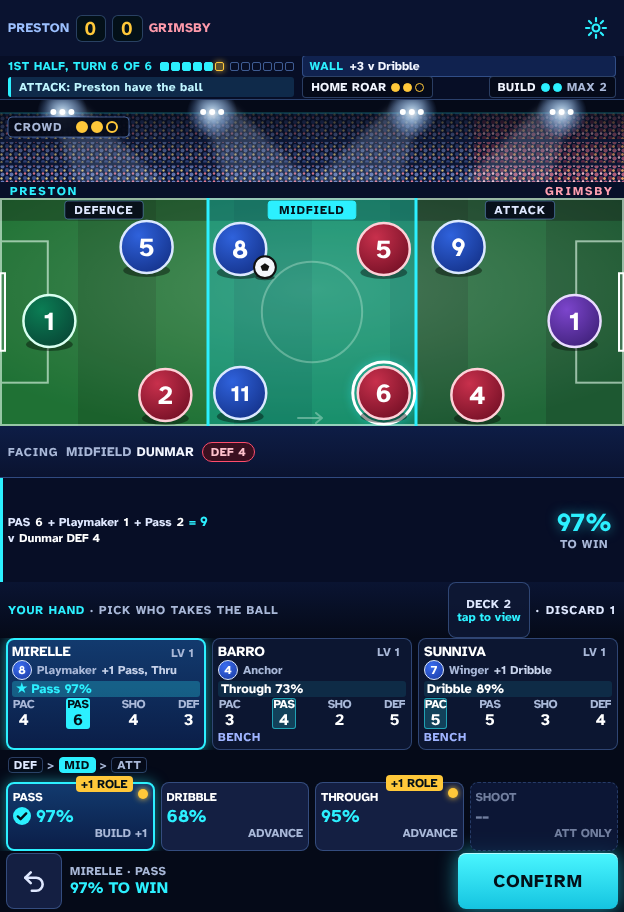 PRESTON 0 0 GRIMSBY
1ST HALF, TURN 6 OF 6
WALL +3 v Dribble
ATTACK: Preston have the ball
HOME ROAR
BUILD MAX 2
CROWD
PRESTON
GRIMSBY
DEFENCE
MIDFIELD
ATTACK
5
8
5
9
1
1
2
11
6
4
FACING MIDFIELD DUNMAR DEF 4
PAS 6 + Playmaker 1 + Pass 2 = 9
v Dunmar DEF 4
97%
TO WIN
YOUR HAND · PICK WHO TAKES THE BALL
DECK 2
tap to view
· DISCARD 1
MIRELLE LV 1
8 Playmaker +1 Pass, Thru
★ Pass 97%
PAC PAS SHO DEF
4 6 4 3
BARRO LV 1
4 Anchor
Through 73%
PAC PAS SHO DEF
3 4 2 5
BENCH
SUNNIVA LV 1
7 Winger +1 Dribble
Dribble 89%
PAC PAS SHO DEF
5 5 3 4
BENCH
DEF > MID > ATT
+1 ROLE
PASS
97%
BUILD +1
DRIBBLE
68%
ADVANCE
+1 ROLE
THROUGH
95%
ADVANCE
SHOOT
--
ATT ONLY
MIRELLE · PASS
97% TO WIN
CONFIRM